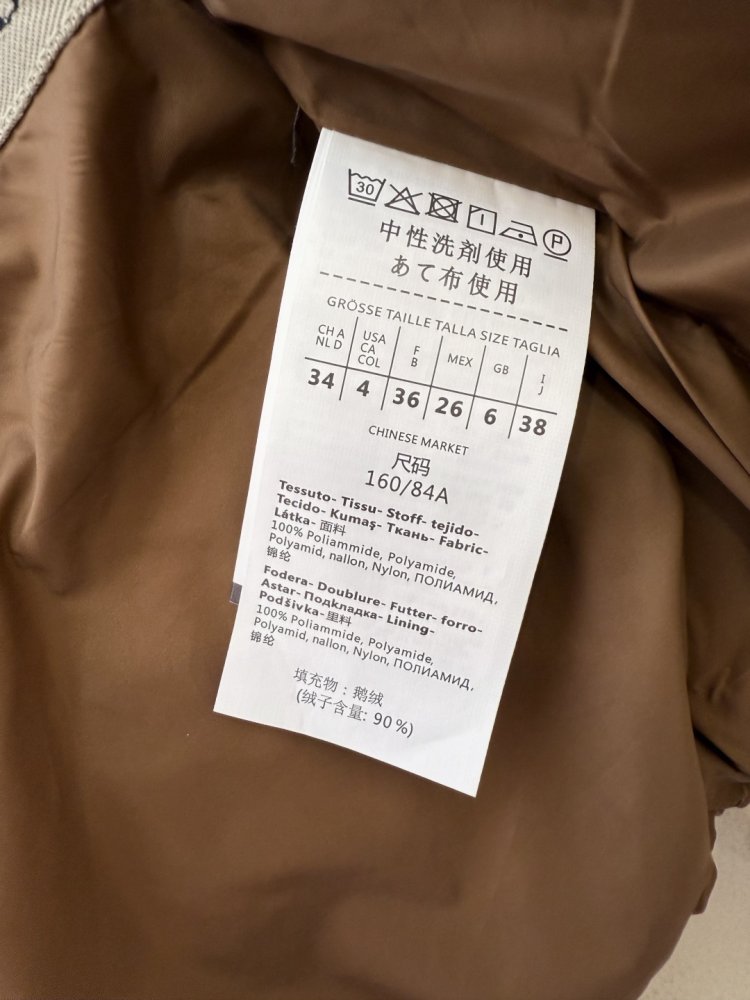 30 P
中性洗剤使用
あて布使用
GRÖSSE TAILLE TALLA SIZE TAGLIA
CH A NL D USA CA COL F B MEX GB I J
34 4 36 26 6 38
CHINESE MARKET
尺码
160/84A
Tessuto- Tissu- Stoff- tejido-
Tecido- Kumaş- Ткань- Fabric-
Látka- 面料
100% Poliammide, Polyamide,
Polyamid, nallon, Nylon, ПОЛИАМИД,
锦纶
Fodera- Doublure- Futter- forro-
Astar- Подкладка- Lining-
Podšivka- 里料
100% Poliammide, Polyamide,
Polyamid, nallon, Nylon, ПОЛИАМИД,
锦纶
填充物：鹅绒
(绒子含量: 90%)